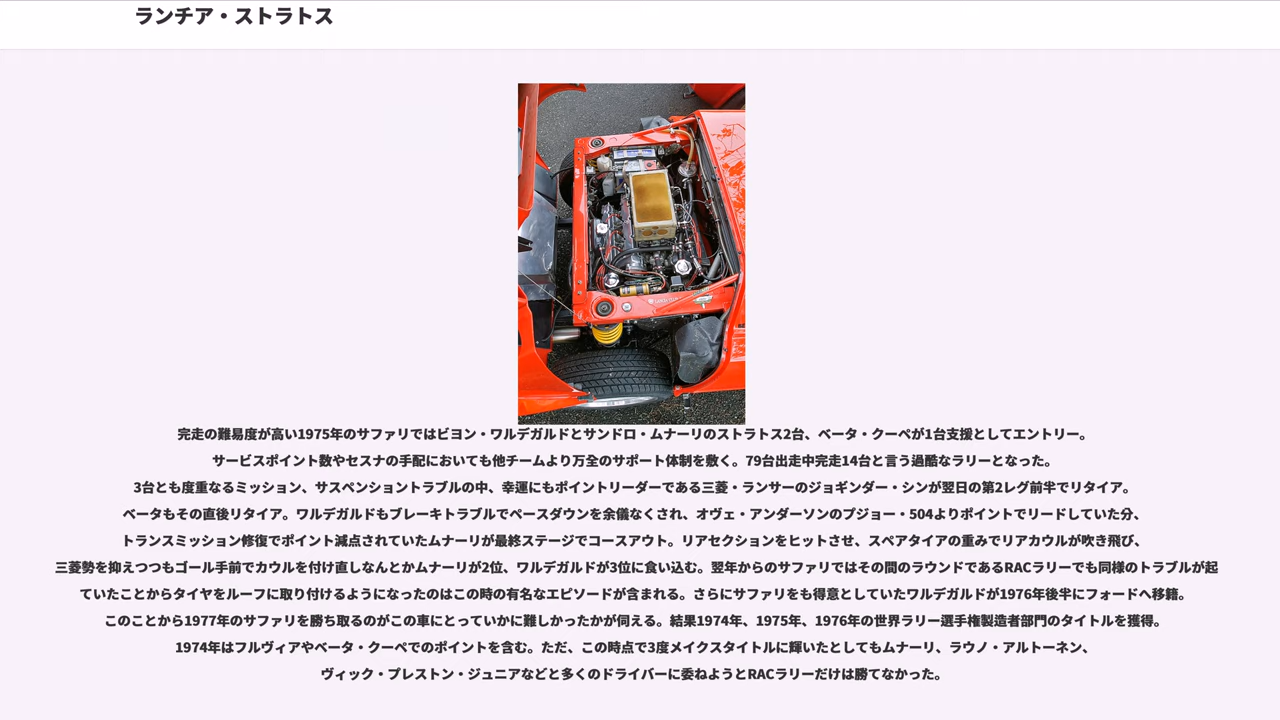 ランチア・ストラトス
完走の難易度が高い1975年のサファリではビヨン・ワルデガルドとサンドロ・ムナーリのストラトス2台、ベータ・クーペが1台支援としてエントリー。
サービスポイント数やセスナの手配においても他チームより万全のサポート体制を敷く。79台出走中完走14台と言う過酷なラリーとなった。
3台とも度重なるミッション、サスペンショントラブルの中、幸運にもポイントリーダーである三菱・ランサーのジョギンダー・シンが翌日の第2レグ前半でリタイア。
ベータもその直後リタイア。ワルデガルドもブレーキトラブルでペースダウンを余儀なくされ、オヴェ・アンダーソンのプジョー・504よりポイントでリードしていた分、
トランスミッション修復でポイント減点されていたムナーリが最終ステージでコースアウト。リアセクションをヒットさせ、スペアタイアの重みでリアカウルが吹き飛び、
三菱勢を抑えつつもゴール手前でカウルを付け直しなんとかムナーリが2位、ワルデガルドが3位に食い込む。翌年からのサファリではその間のラウンドであるRACラリーでも同様のトラブルが起
ていたことからタイヤをルーフに取り付けるようになったのはこの時の有名なエピソードが含まれる。さらにサファリをも得意としていたワルデガルドが1976年後半にフォードへ移籍。
このことから1977年のサファリを勝ち取るのがこの車にとっていかに難しかったかが伺える。結果1974年、1975年、1976年の世界ラリー選手権製造者部門のタイトルを獲得。
1974年はフルヴィアやベータ・クーペでのポイントを含む。ただ、この時点で3度メイクスタイトルに輝いたとしてもムナーリ、ラウノ・アルトーネン、
ヴィック・プレストン・ジュニアなどと多くのドライバーに委ねようとRACラリーだけは勝てなかった。